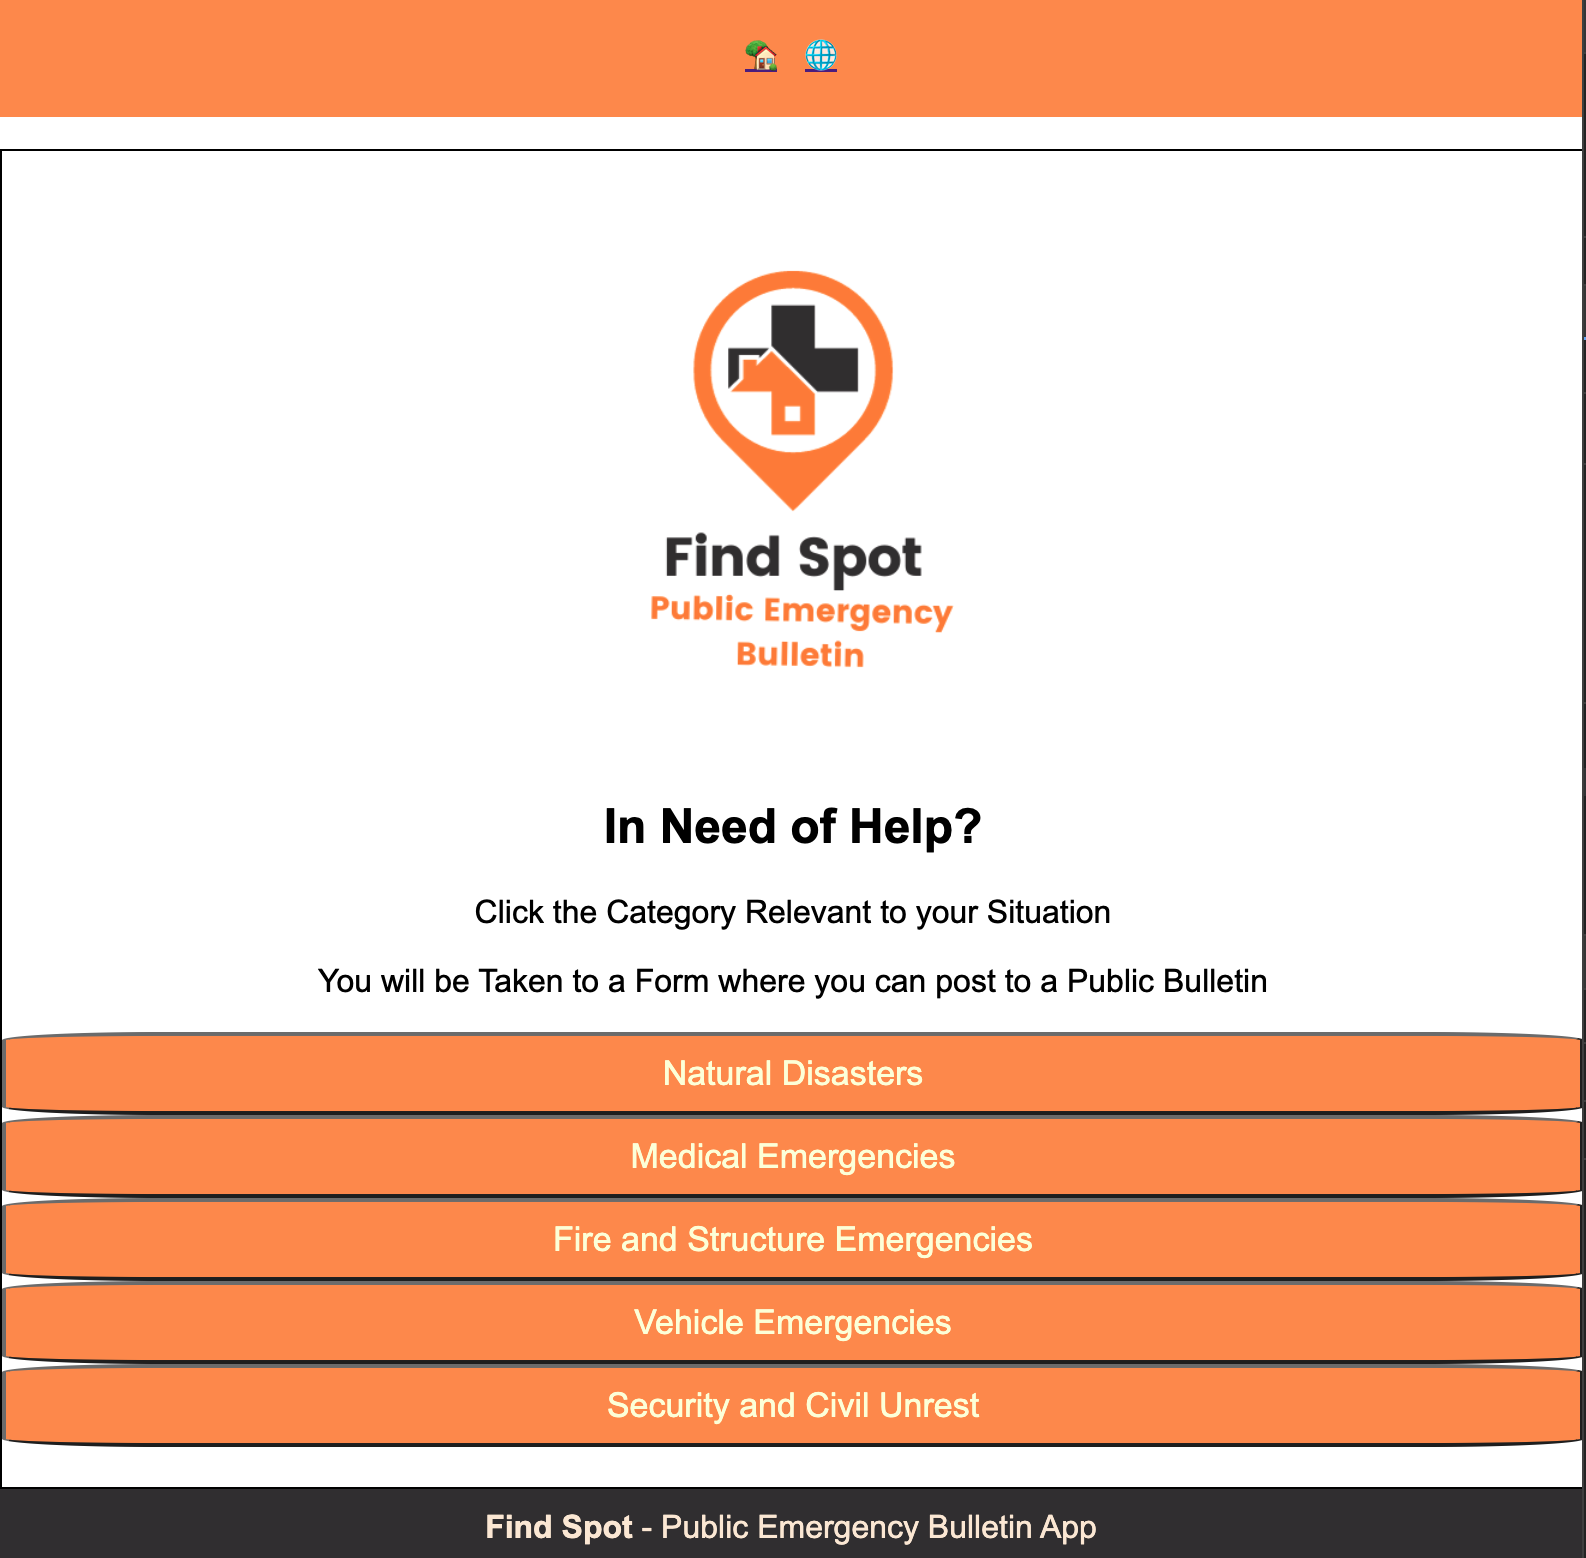 Find Spot
Public Emergency
Bulletin
In Need of Help?
Click the Category Relevant to your Situation
You will be Taken to a Form where you can post to a Public Bulletin
Natural Disasters
Medical Emergencies
Fire and Structure Emergencies
Vehicle Emergencies
Security and Civil Unrest
Find Spot - Public Emergency Bulletin App